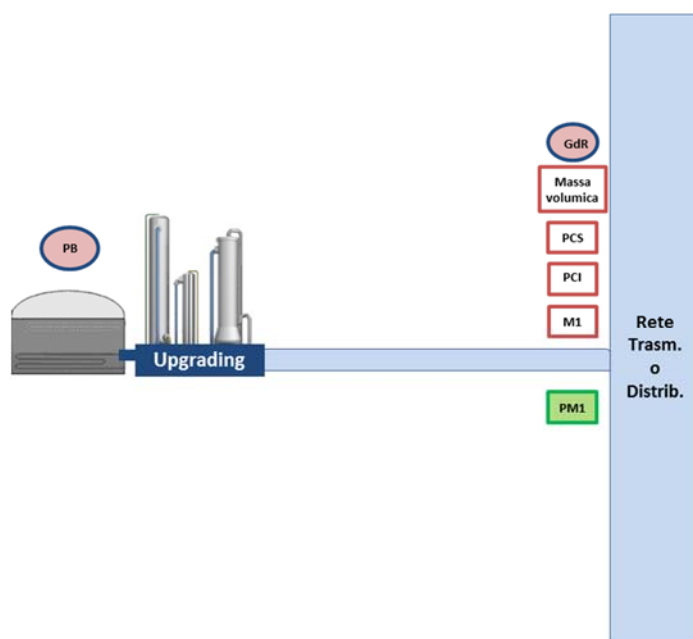 GdR
Massa
volumica
PB
PCS
PCI
M1
Rete
Trasm.
o
Distrib.
Upgrading
PM1